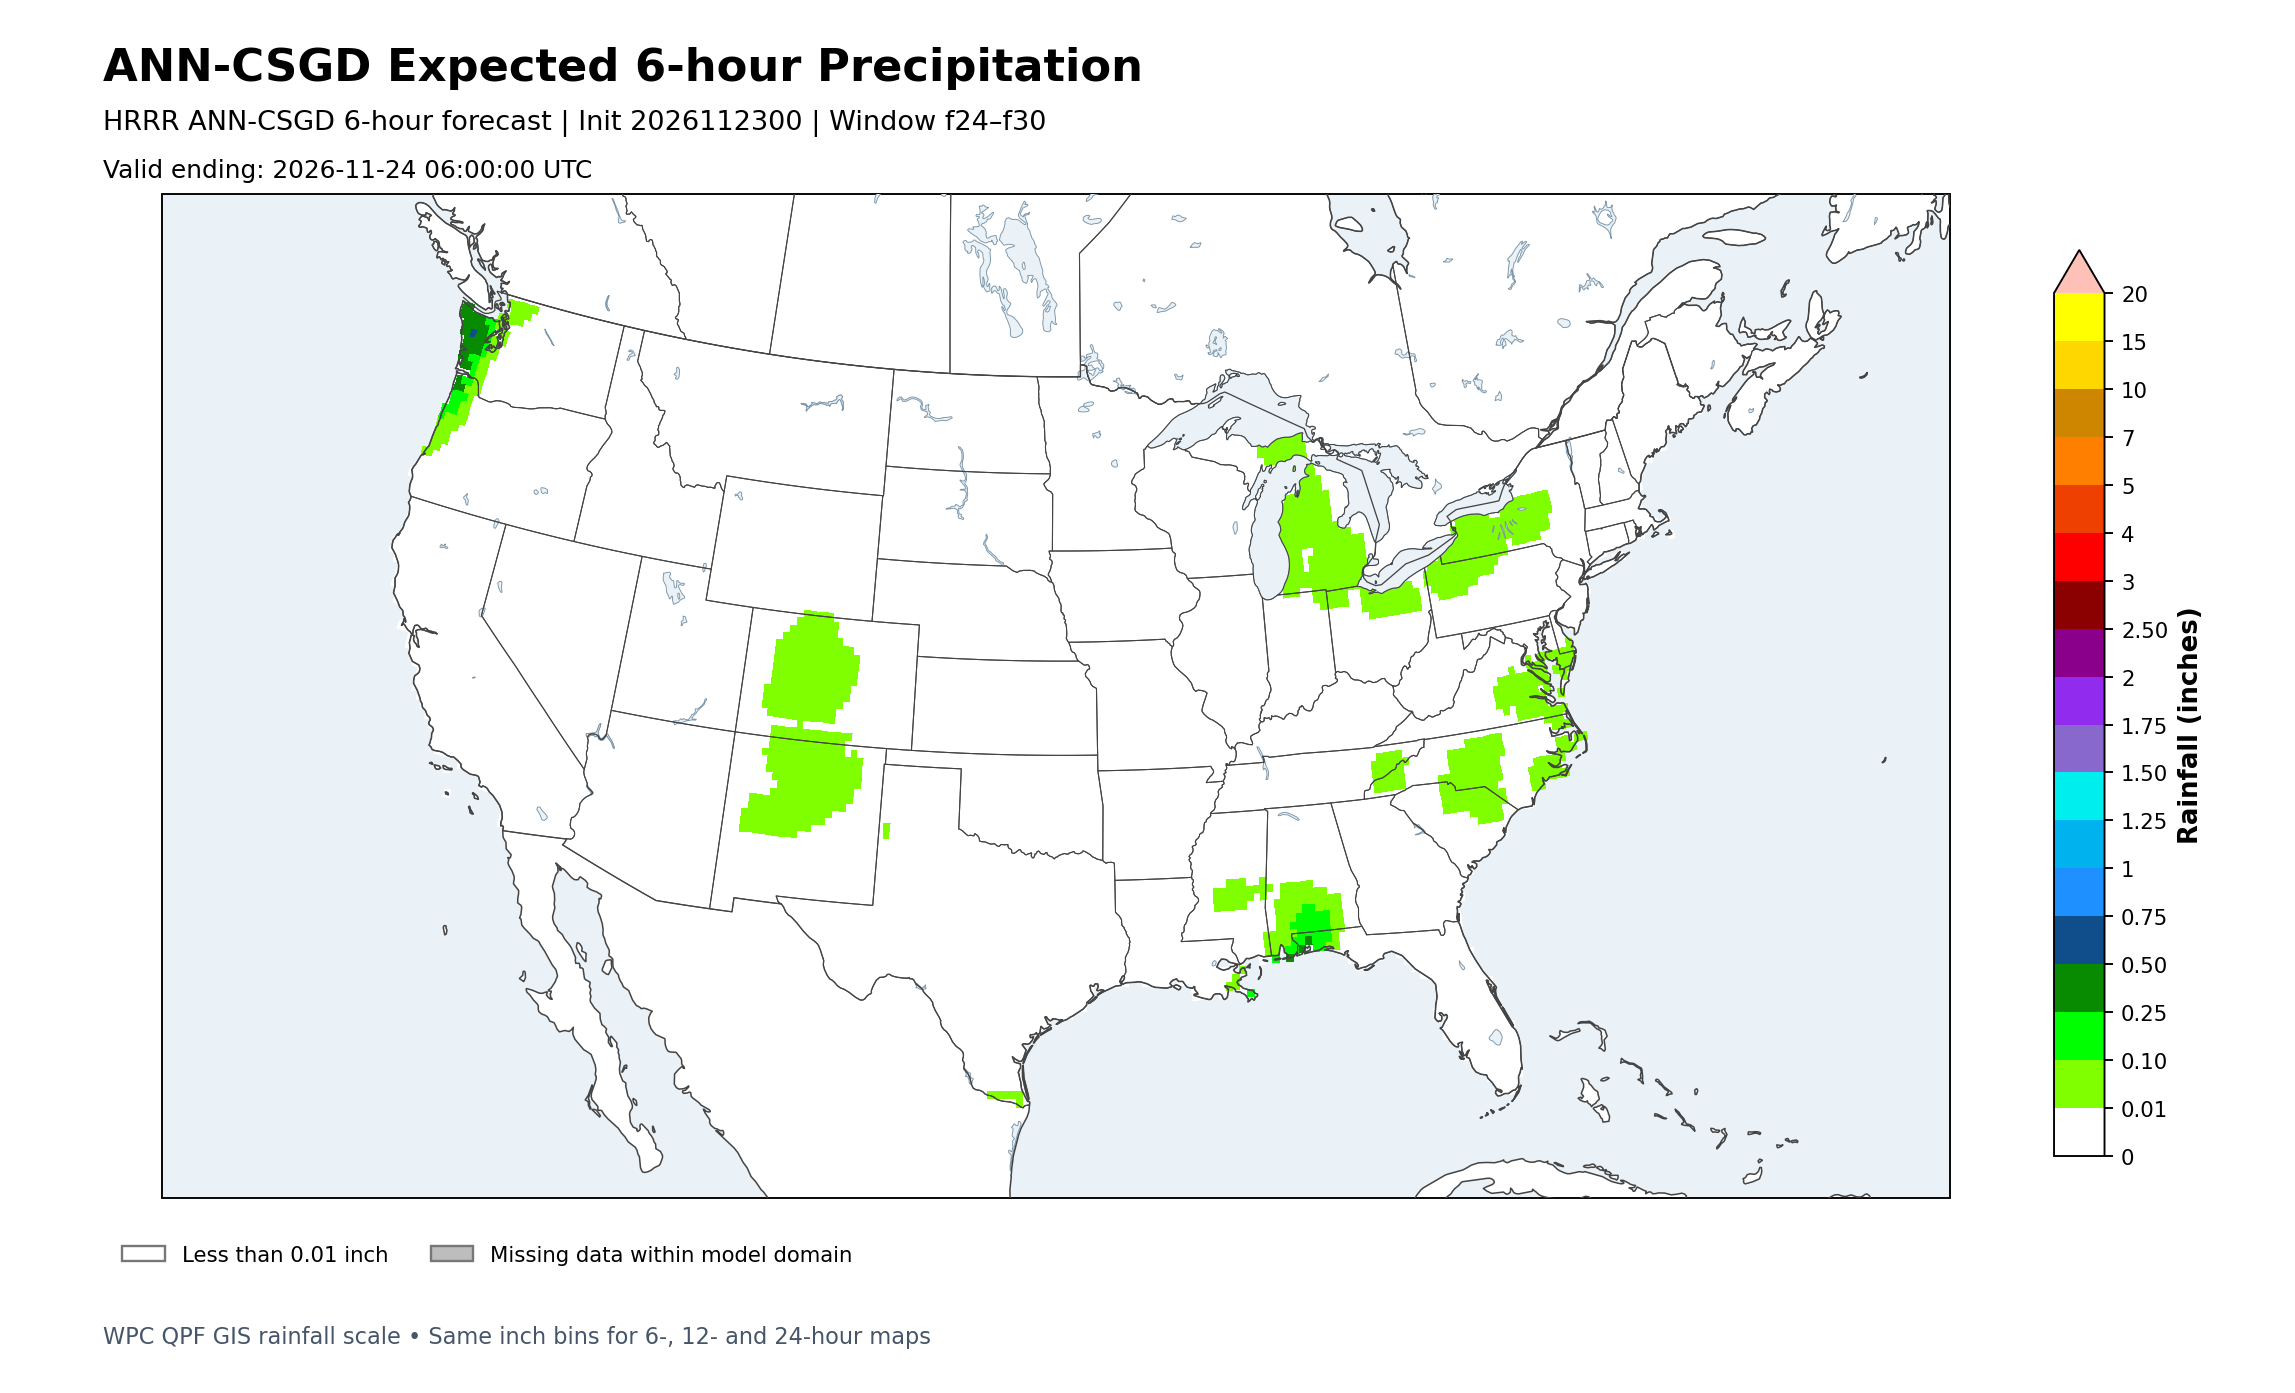 ANN-CSGD Expected 6-hour Precipitation
HRRR ANN-CSGD 6-hour forecast | Init 2026112300 | Window f24–f30
Valid ending: 2026-11-24 06:00:00 UTC
20
15
10
7
5
4
3
2.50
2
1.75
1.50
1.25
1
0.75
0.50
0.25
0.10
0.01
0
Rainfall (inches)
Less than 0.01 inch
Missing data within model domain
WPC QPF GIS rainfall scale • Same inch bins for 6-, 12- and 24-hour maps